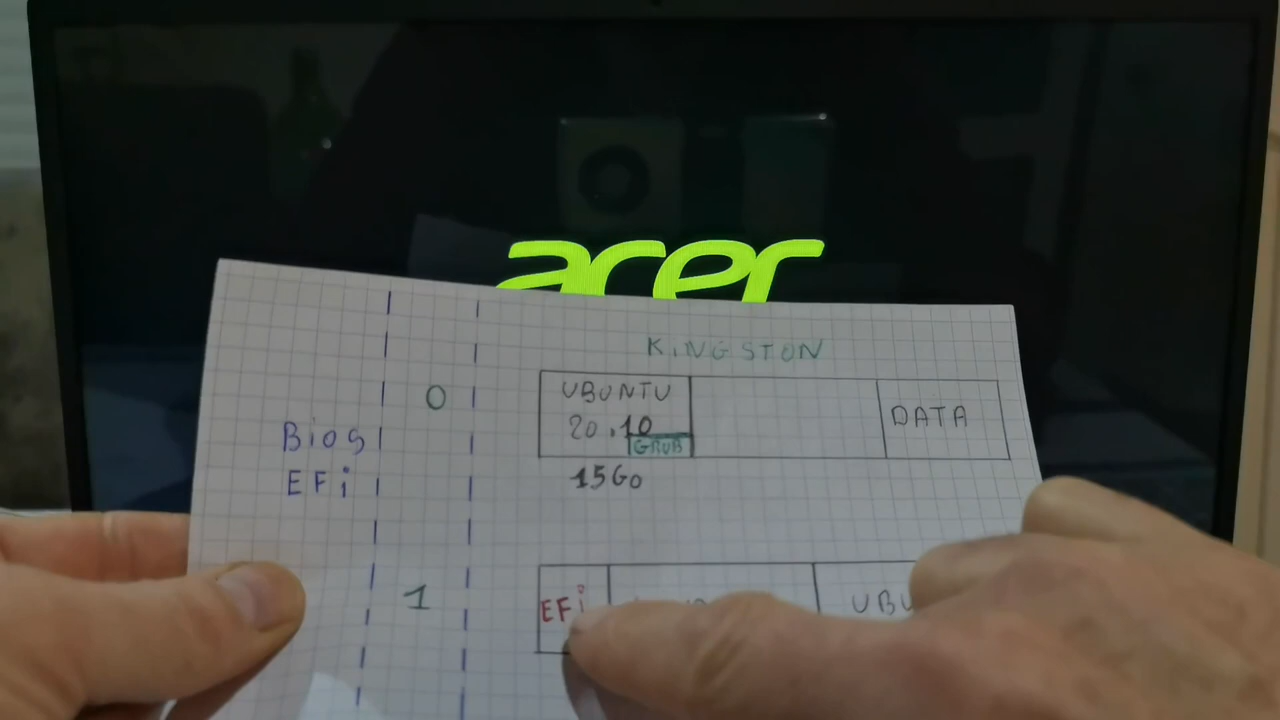 acer
KiNGSTON
0
UBUNTU
20.10
GRUB
DATA
Bios
EFi
15Go
1
EFi